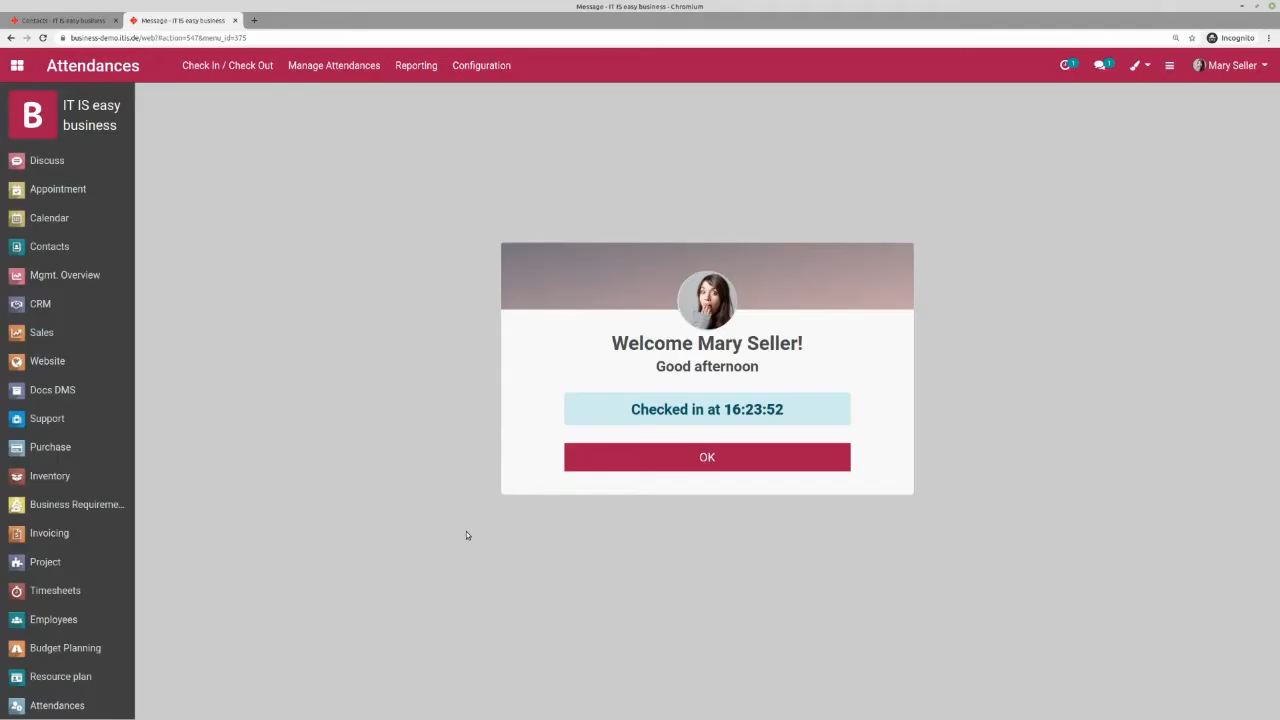 Message - IT IS easy business - Chromium
Contacts - IT IS easy business
Message - IT IS easy business
business-demo.itis.de/web?#action=547&menu_id=375
Incognito
Attendances
Check In / Check Out
Manage Attendances
Reporting
Configuration
1
1
Mary Seller
B
IT IS easy
business
Discuss
Appointment
Calendar
Contacts
Mgmt. Overview
CRM
Sales
Website
Docs DMS
Support
Purchase
Inventory
Business Requireme...
Invoicing
Project
Timesheets
Employees
Budget Planning
Resource plan
Attendances
Welcome Mary Seller!
Good afternoon
Checked in at 16:23:52
OK